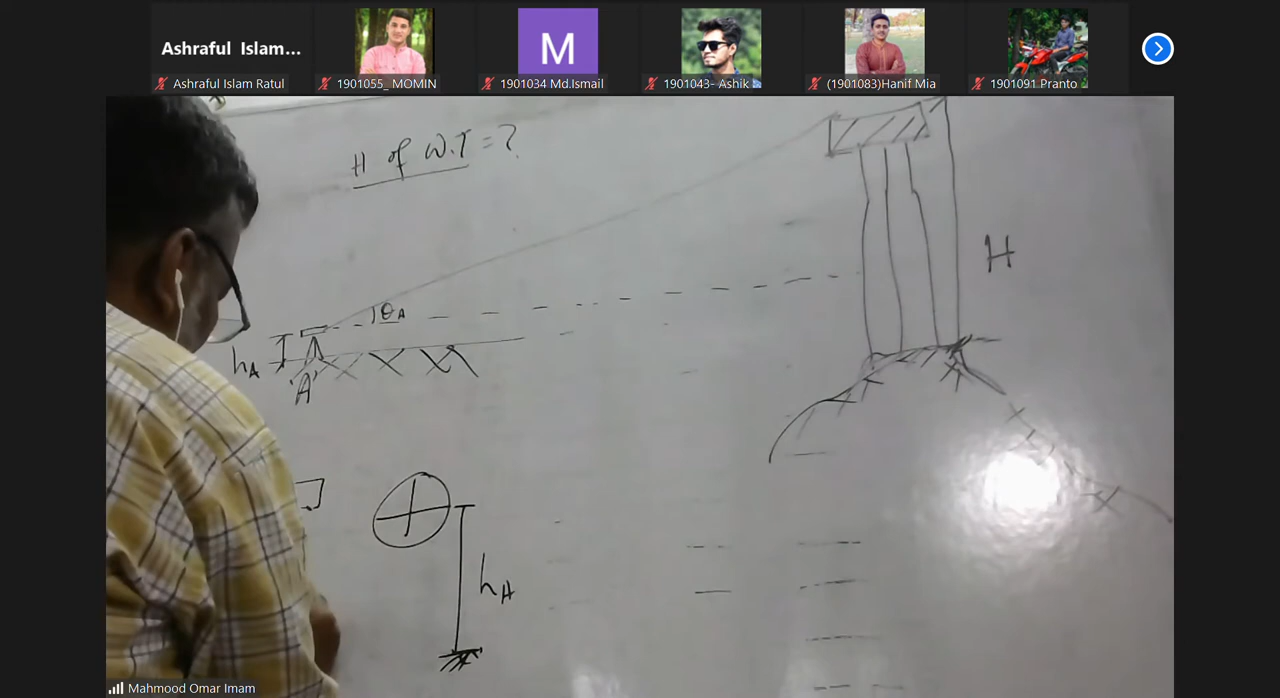 Ashraful Islam...
Ashraful Islam Ratul
1901055_ MOMIN
M
1901034 Md.Ismail
1901043- Ashik
(1901083)Hanif Mia
1901091 Pranto
H of W.T = ?
H
θA
hA
'A'
hA
Mahmood Omar Imam